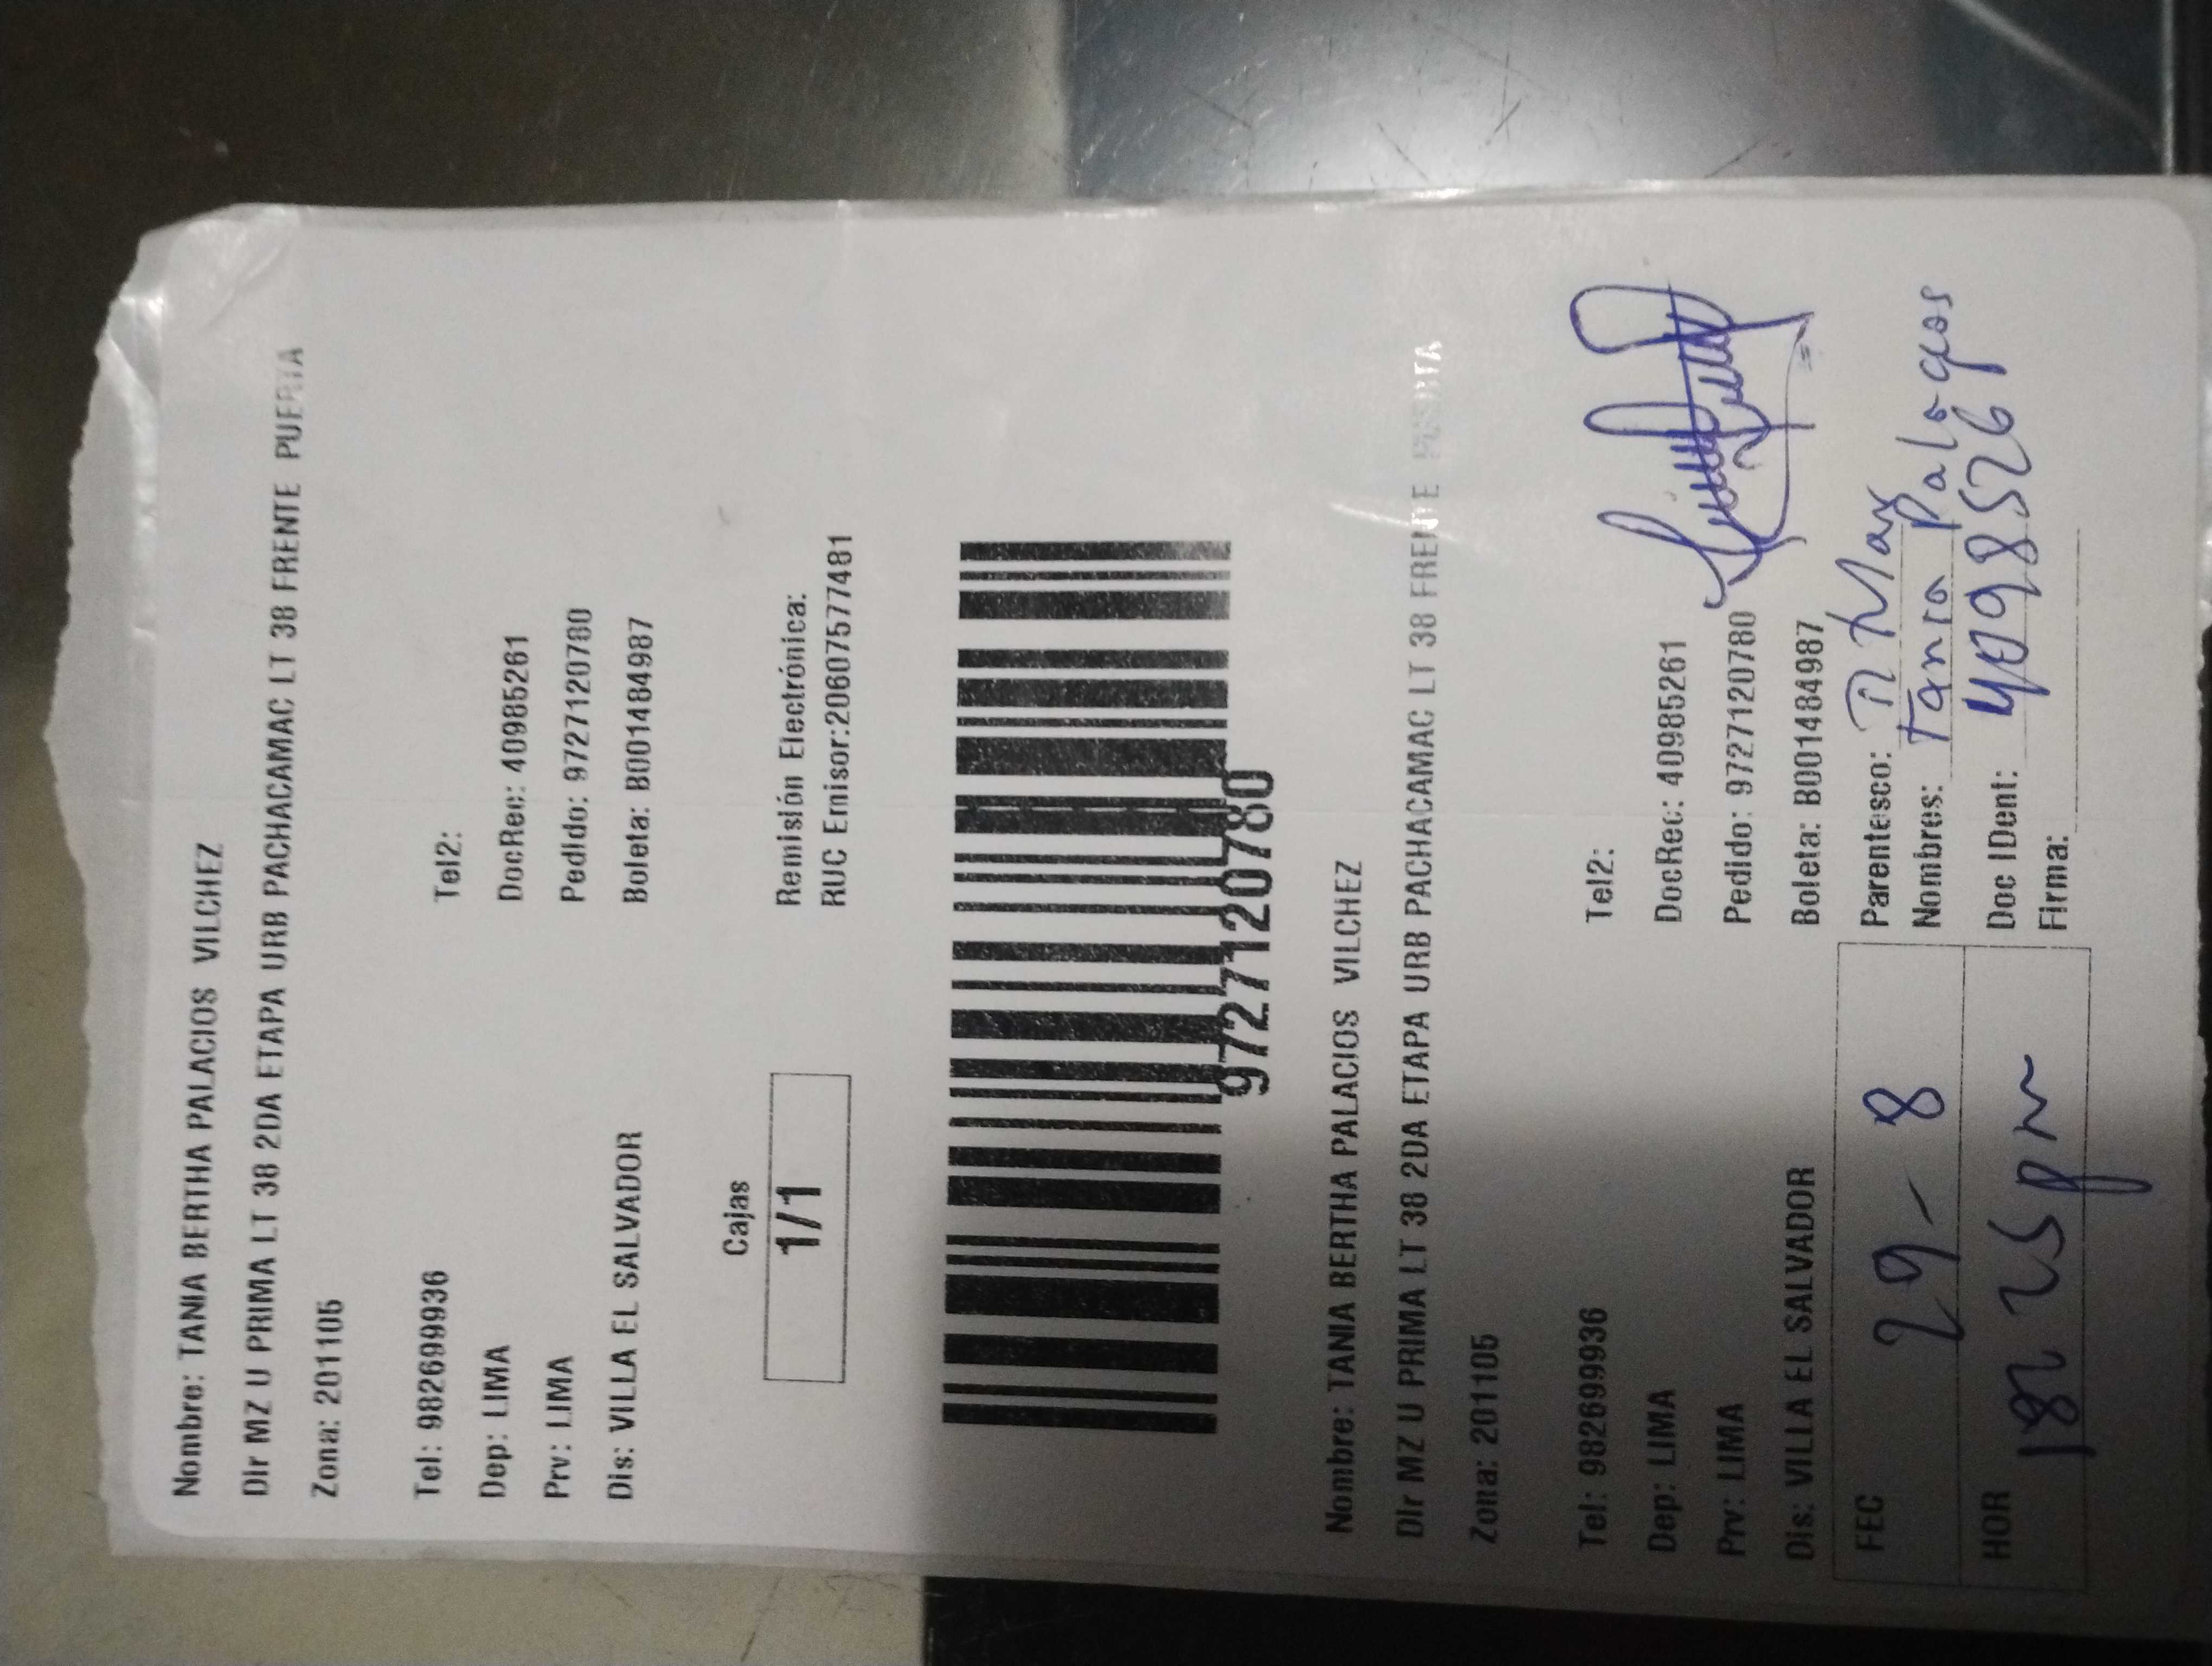 Nombre: TANIA BERTHA PALACIOS VILCHEZ
Dir MZ U PRIMA LT 38 2DA ETAPA URB PACHACAMAC LT 38 FRENTE PUERTA
Zona: 201105
Tel: 982699936 Tel2:
Dep: LIMA DocRec: 40985261
Prv: LIMA Pedido: 9727120780
Dis: VILLA EL SALVADOR Boleta: B001484987
Cajas
1/1
Remisión Electrónica:
RUC Emisor:20607577481
9727120780
Nombre: TANIA BERTHA PALACIOS VILCHEZ
Dir MZ U PRIMA LT 38 2DA ETAPA URB PACHACAMAC LT 38 FRENTE PUERTA
Zona: 201105
Tel: 982699936 Tel2:
Dep: LIMA DocRec: 40985261
Prv: LIMA Pedido: 9727120780
Dis: VILLA EL SALVADOR Boleta: B001484987
FEC 29-8 Parentesco:
Nombres: Tania
HOR 18 25 pm Doc IDent: 4098526
Firma: